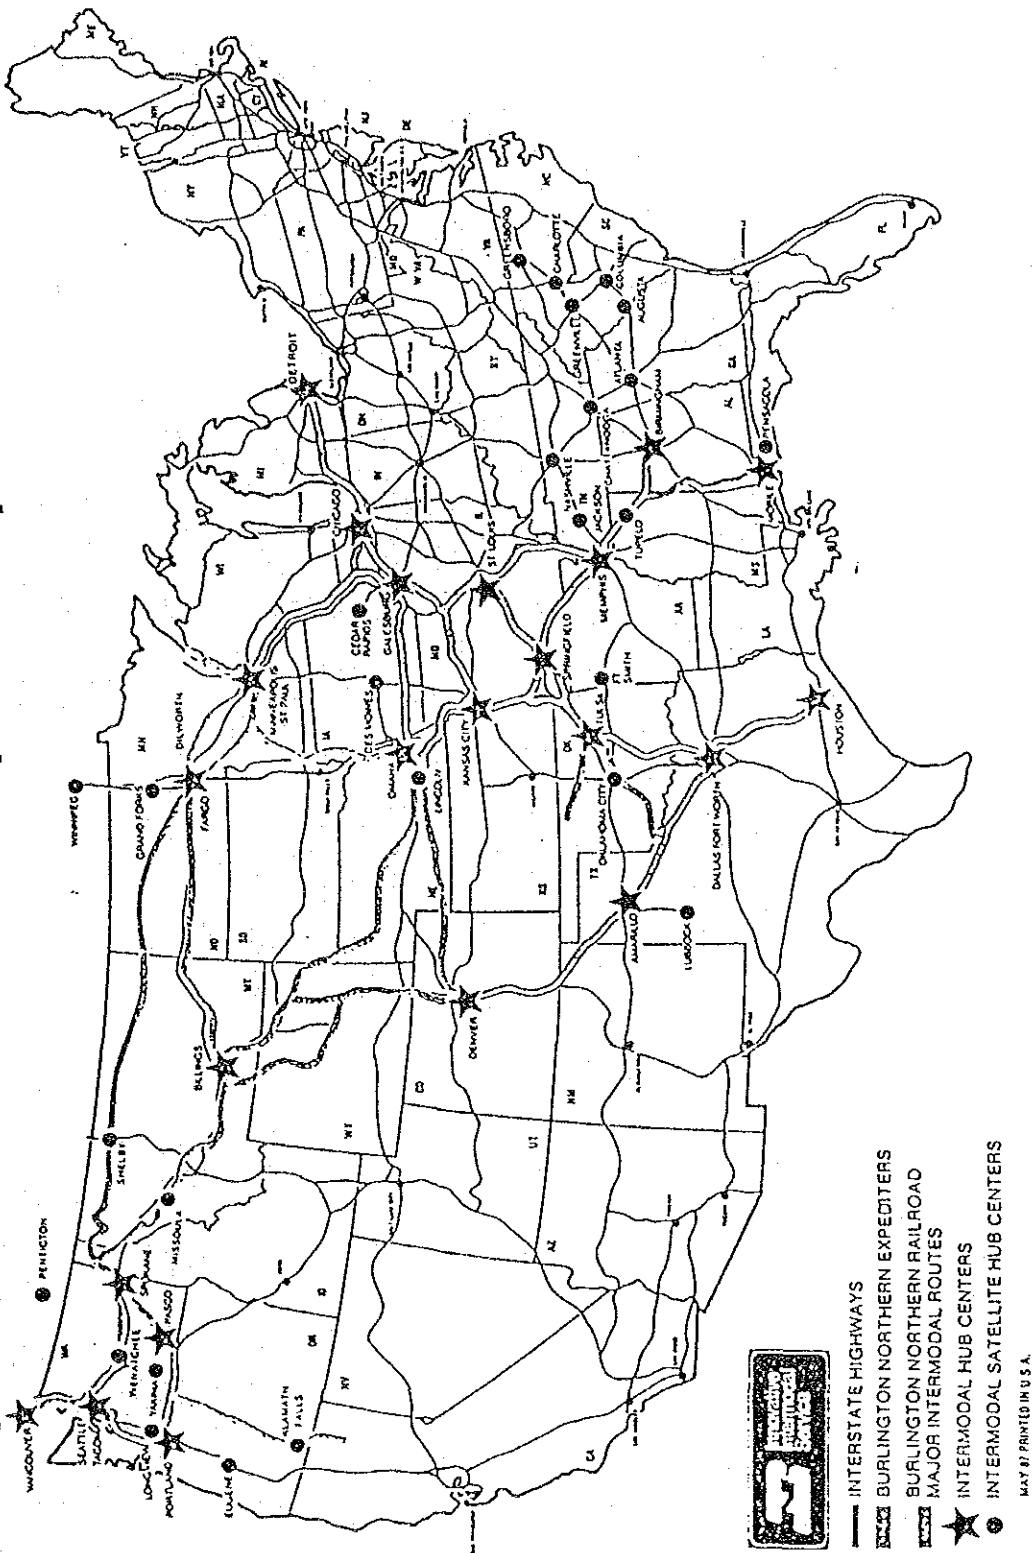 VANCOUVER
PENTICTON
SEATTLE
TACOMA
WENATCHEE
SPOKANE
YAKIMA
PASCO
LONGVIEW
PORTLAND
EUGENE
KLAMATH
FALLS
MISSOULA
SHELBY
BILLINGS
WINNIPEG
GRAND FORKS
FARGO
DILWORTH
MINNEAPOLIS
ST PAUL
DES MOINES
CEDAR
RAPIDS
GALESBURG
CHICAGO
DETROIT
OMAHA
LINCOLN
KANSAS CITY
ST LOUIS
SPRINGFIELD
DENVER
TULSA
FT
SMITH
OKLAHOMA CITY
AMARILLO
LUBBOCK
DALLAS FORT WORTH
HOUSTON
MEMPHIS
JACKSON
TN
NASHVILLE
TUPELO
CHATTANOOGA
BIRMINGHAM
ATLANTA
AUGUSTA
COLUMBIA
GREENVILLE
CHARLOTTE
GREENSBORO
MOBILE
PENSACOLA
WA
OR
CA
NV
ID
MT
WY
UT
AZ
CO
NM
ND
SD
NE
KS
OK
TX
MN
IA
MO
LA
WI
IL
MI
OH
KY
MS
AL
GA
FL
SC
NC
VA
W VA
MD
DE
NJ
PA
NY
CT
MA
VT
NH
ME
INTERSTATE HIGHWAYS
BURLINGTON NORTHERN EXPEDITERS
BURLINGTON NORTHERN RAILROAD
MAJOR INTERMODAL ROUTES
INTERMODAL HUB CENTERS
INTERMODAL SATELLITE HUB CENTERS
MAY 87 PRINTED IN U.S.A.